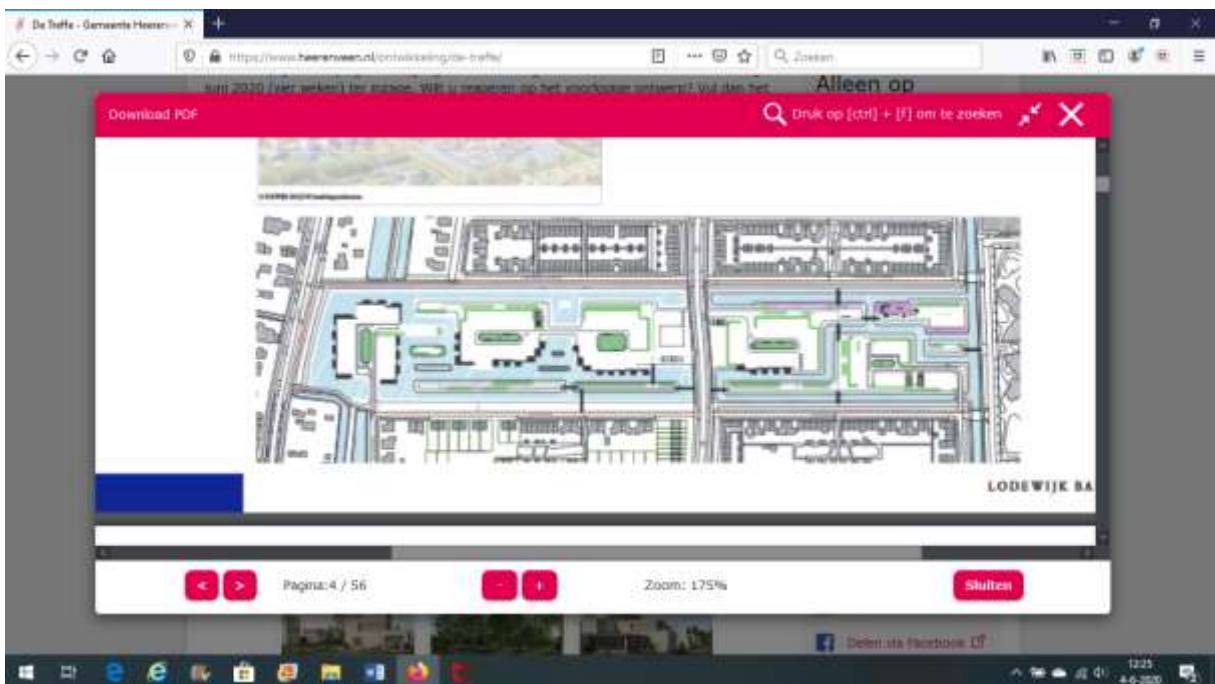 De Treffe - Gemeente Heeren
https://www.heerenveen.nl/ontwikkeling/de-treffe/
Zoeken
juni 2020 (vier weken) ter inzage. Wilt u reageren op het voorlopige ontwerp? Vul dan het
Alleen op
Download PDF
Druk op [ctrl] + [f] om te zoeken
LODEWIJK BA
< > Pagina: 4 / 56 - + Zoom: 175% Sluiten
Delen via Facebook
12:25
4-6-2020